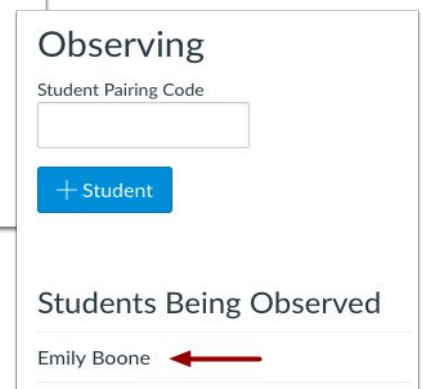 Observing
Student Pairing Code
+ Student
Students Being Observed
Emily Boone